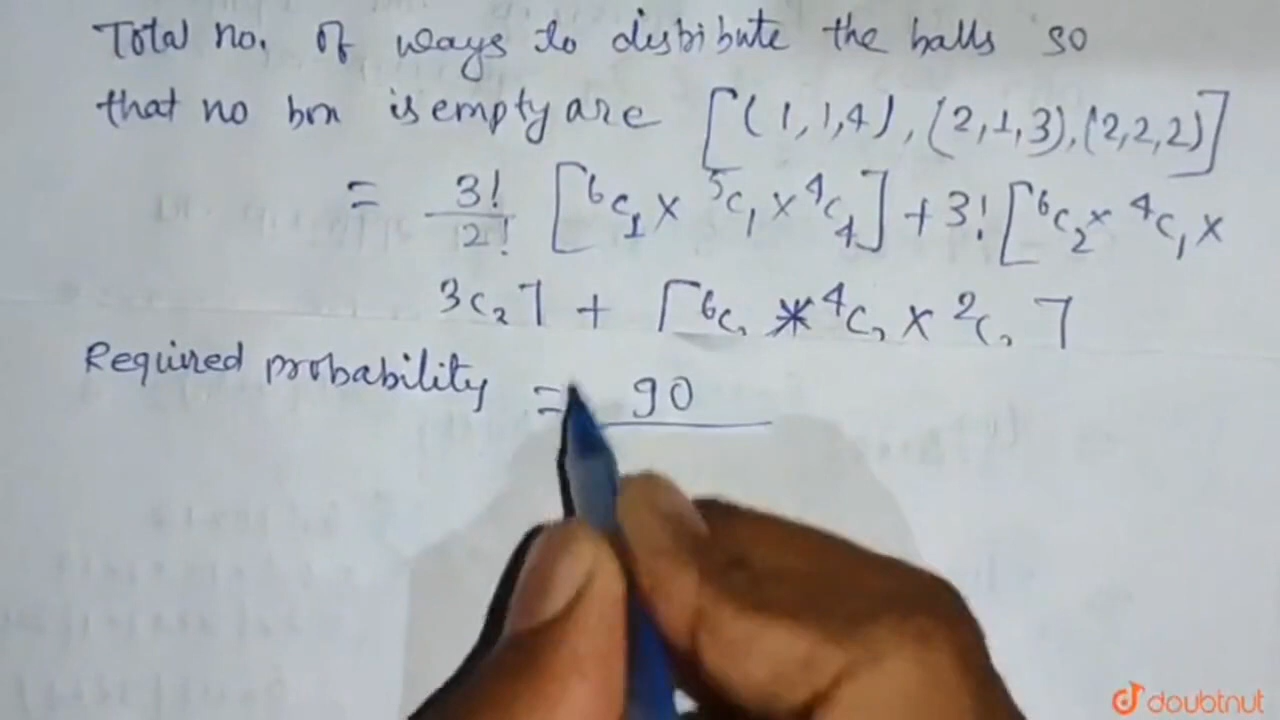 Total no. of ways to distribute the balls so
that no box is empty are [(1,1,4), (2,1,3), (2,2,2)]
= 3!/2! [⁶C₁ × ⁵C₁ × ⁴C₄] + 3! [⁶C₂ × ⁴C₁ ×
³C₃] + [⁶C₂ × ⁴C₂ × ²C₂]
Required probability = 90
doubtnut